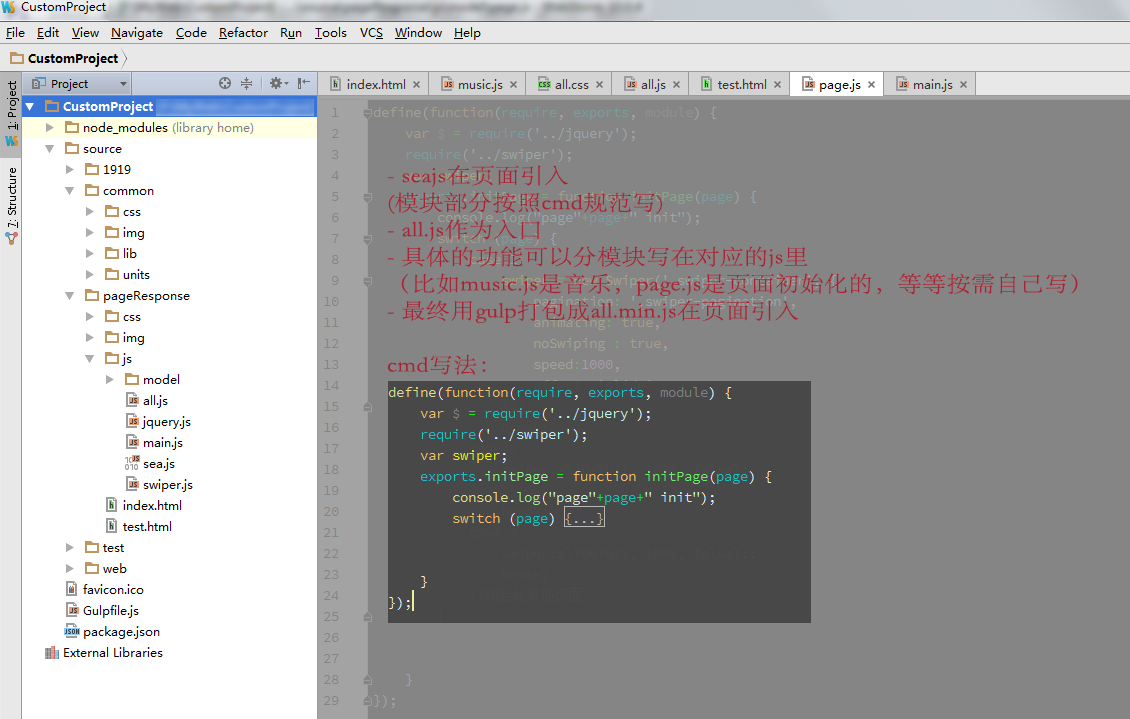 CustomProject
File Edit View Navigate Code Refactor Run Tools VCS Window Help
CustomProject
1: Project
7: Structure
Project
index.html music.js all.css all.js test.html page.js main.js
CustomProject
node_modules (library home)
source
1919
common
css
img
lib
units
pageResponse
css
img
js
model
all.js
jquery.js
main.js
sea.js
swiper.js
index.html
test.html
test
web
favicon.ico
Gulpfile.js
package.json
External Libraries
1 define(function(require, exports, module) {
2 var $ = require('../jquery');
3 require('../swiper');
4
5 = function initPage(page) {
6 console.log("page"+page+" init");
7 switch (page) {
8
9
10 pagination: '.swiper-pagination',
11 animating: true,
12 noSwiping : true,
13 speed:1000,
14
15
16
17
18
19
20
21
22
23
24
25
26
27
28 }
29 });
- seajs在页面引入
(模块部分按照cmd规范写)
- all.js作为入口
- 具体的功能可以分模块写在对应的js里
（比如music.js是音乐，page.js是页面初始化的，等等按需自己写）
- 最终用gulp打包成all.min.js在页面引入
cmd写法：
define(function(require, exports, module) {
var $ = require('../jquery');
require('../swiper');
var swiper;
exports.initPage = function initPage(page) {
console.log("page"+page+" init");
switch (page) {...}
}
});